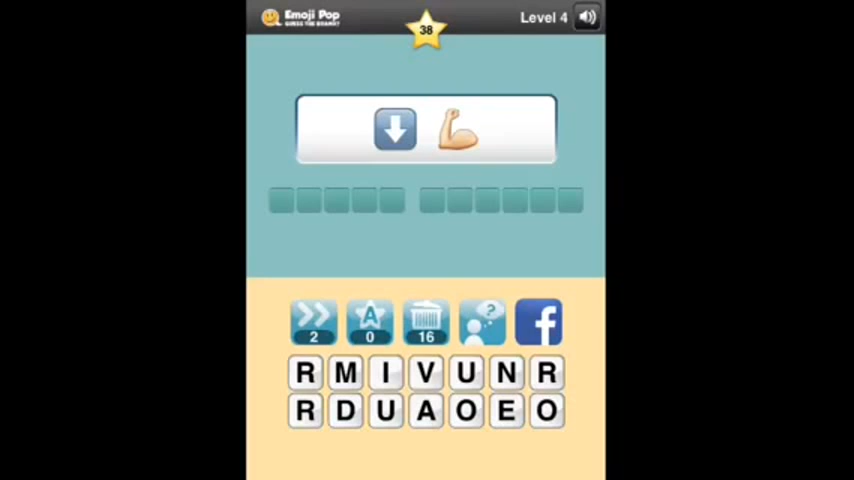 Emoji Pop
GUESS THE BRAND?
38
Level 4
2
A
0
16
?
f
R M I V U N R
R D U A O E O